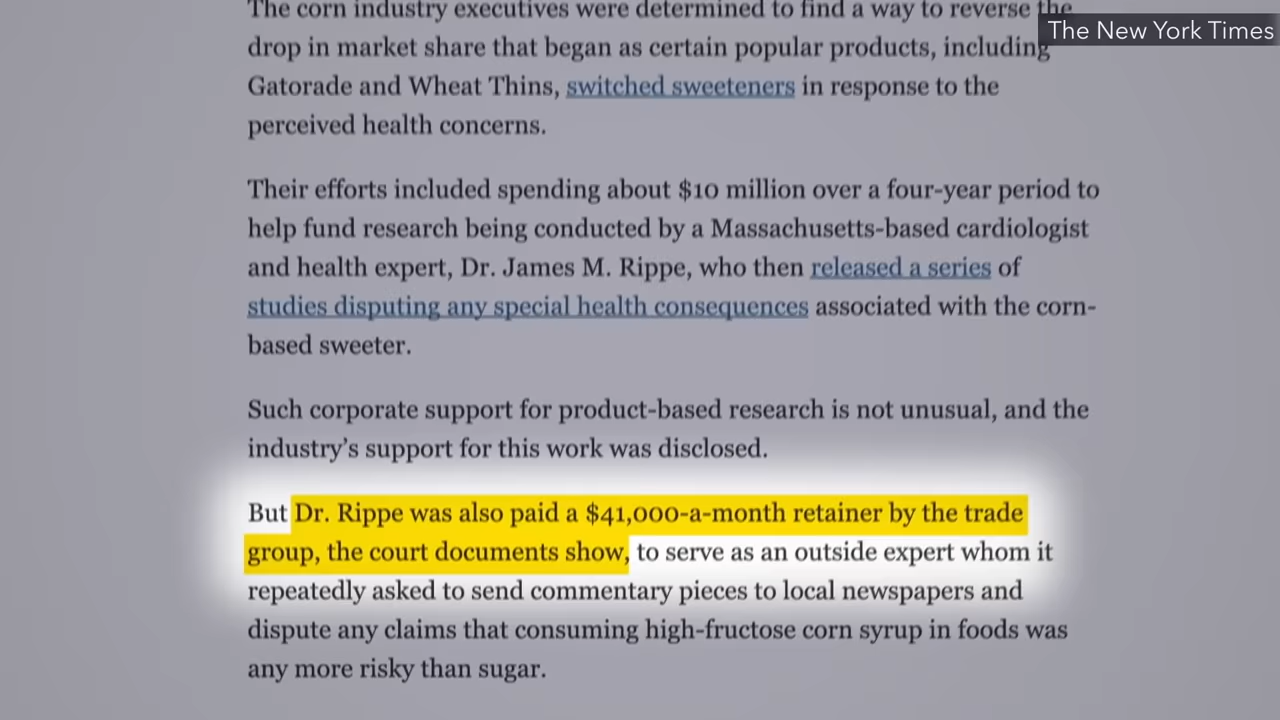 The corn industry executives were determined to find a way to reverse the
The New York Times
drop in market share that began as certain popular products, including
Gatorade and Wheat Thins, switched sweeteners in response to the
perceived health concerns.
Their efforts included spending about $10 million over a four-year period to
help fund research being conducted by a Massachusetts-based cardiologist
and health expert, Dr. James M. Rippe, who then released a series of
studies disputing any special health consequences associated with the corn-
based sweeter.
Such corporate support for product-based research is not unusual, and the
industry’s support for this work was disclosed.
But Dr. Rippe was also paid a $41,000-a-month retainer by the trade
group, the court documents show, to serve as an outside expert whom it
repeatedly asked to send commentary pieces to local newspapers and
dispute any claims that consuming high-fructose corn syrup in foods was
any more risky than sugar.